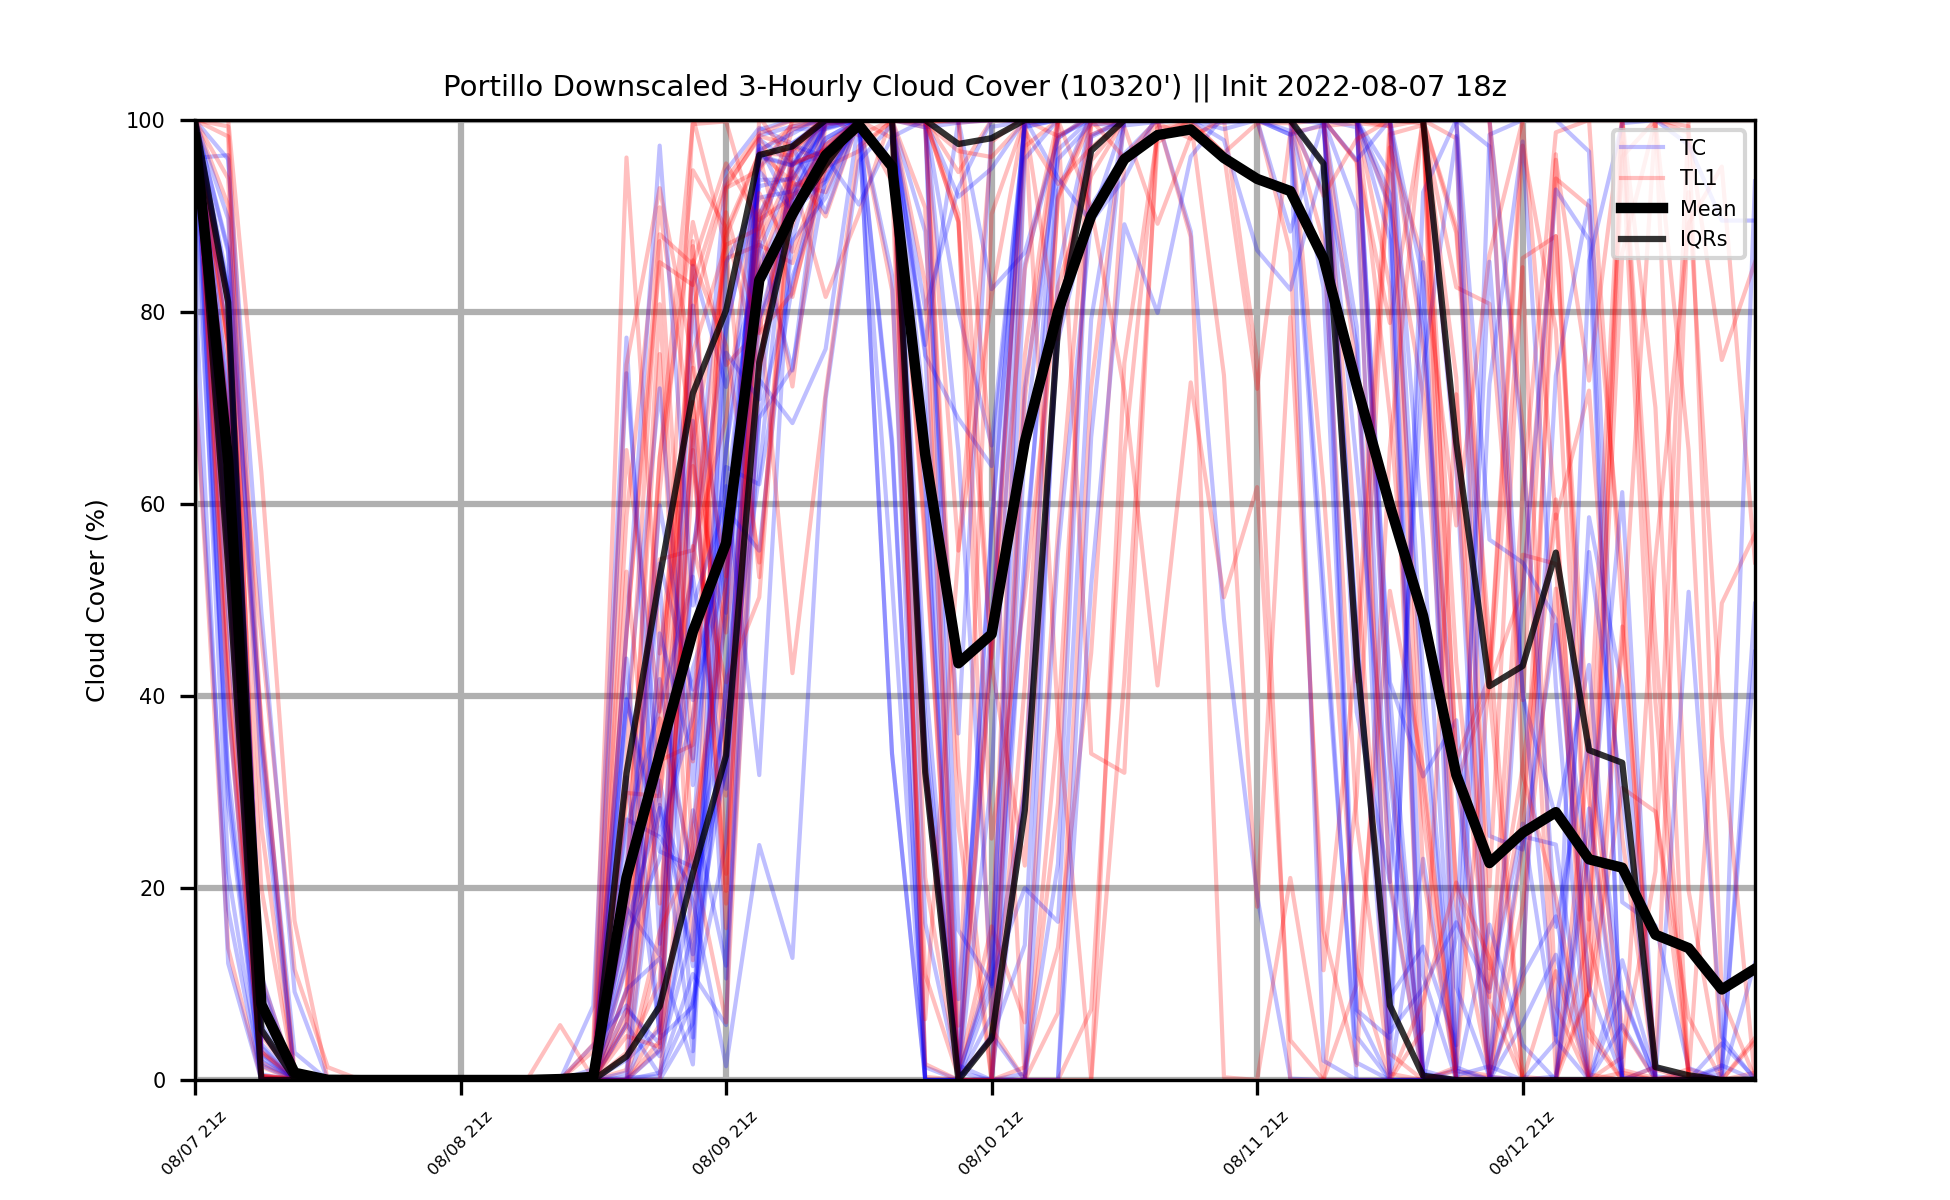 Portillo Downscaled 3-Hourly Cloud Cover (10320') || Init 2022-08-07 18z
Cloud Cover (%)
100
80
60
40
20
0
TC
TL1
Mean
IQRs
08/07 21z
08/08 21z
08/09 21z
08/10 21z
08/11 21z
08/12 21z